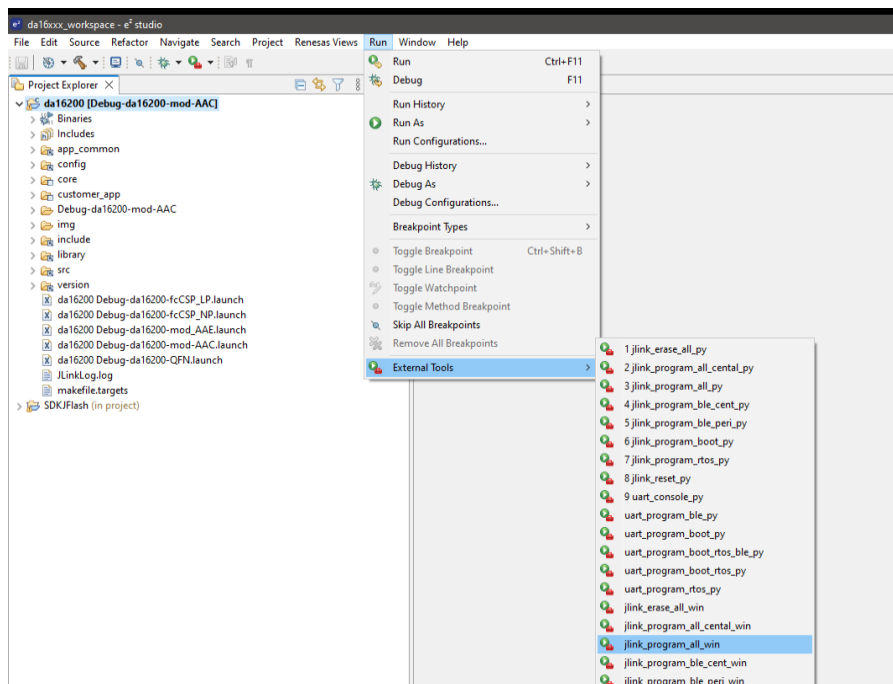 da16xxx_workspace - e² studio
File Edit Source Refactor Navigate Search Project Renesas Views Run Window Help
Project Explorer
da16200 [Debug-da16200-mod-AAC]
Binaries
Includes
app_common
config
core
customer_app
Debug-da16200-mod-AAC
img
include
library
src
version
da16200 Debug-da16200-fcCSP_LP.launch
da16200 Debug-da16200-fcCSP_NP.launch
da16200 Debug-da16200-mod_AAE.launch
da16200 Debug-da16200-mod-AAC.launch
da16200 Debug-da16200-QFN.launch
JLinkLog.log
makefile.targets
SDKJFlash (in project)
Run Ctrl+F11
Debug F11
Run History
Run As
Run Configurations...
Debug History
Debug As
Debug Configurations...
Breakpoint Types
Toggle Breakpoint Ctrl+Shift+B
Toggle Line Breakpoint
Toggle Watchpoint
Toggle Method Breakpoint
Skip All Breakpoints
Remove All Breakpoints
External Tools
1 jlink_erase_all_py
2 jlink_program_all_cental_py
3 jlink_program_all_py
4 jlink_program_ble_cent_py
5 jlink_program_ble_peri_py
6 jlink_program_boot_py
7 jlink_program_rtos_py
8 jlink_reset_py
9 uart_console_py
uart_program_ble_py
uart_program_boot_py
uart_program_boot_rtos_ble_py
uart_program_boot_rtos_py
uart_program_rtos_py
jlink_erase_all_win
jlink_program_all_cental_win
jlink_program_all_win
jlink_program_ble_cent_win
jlink_program_ble_peri_win